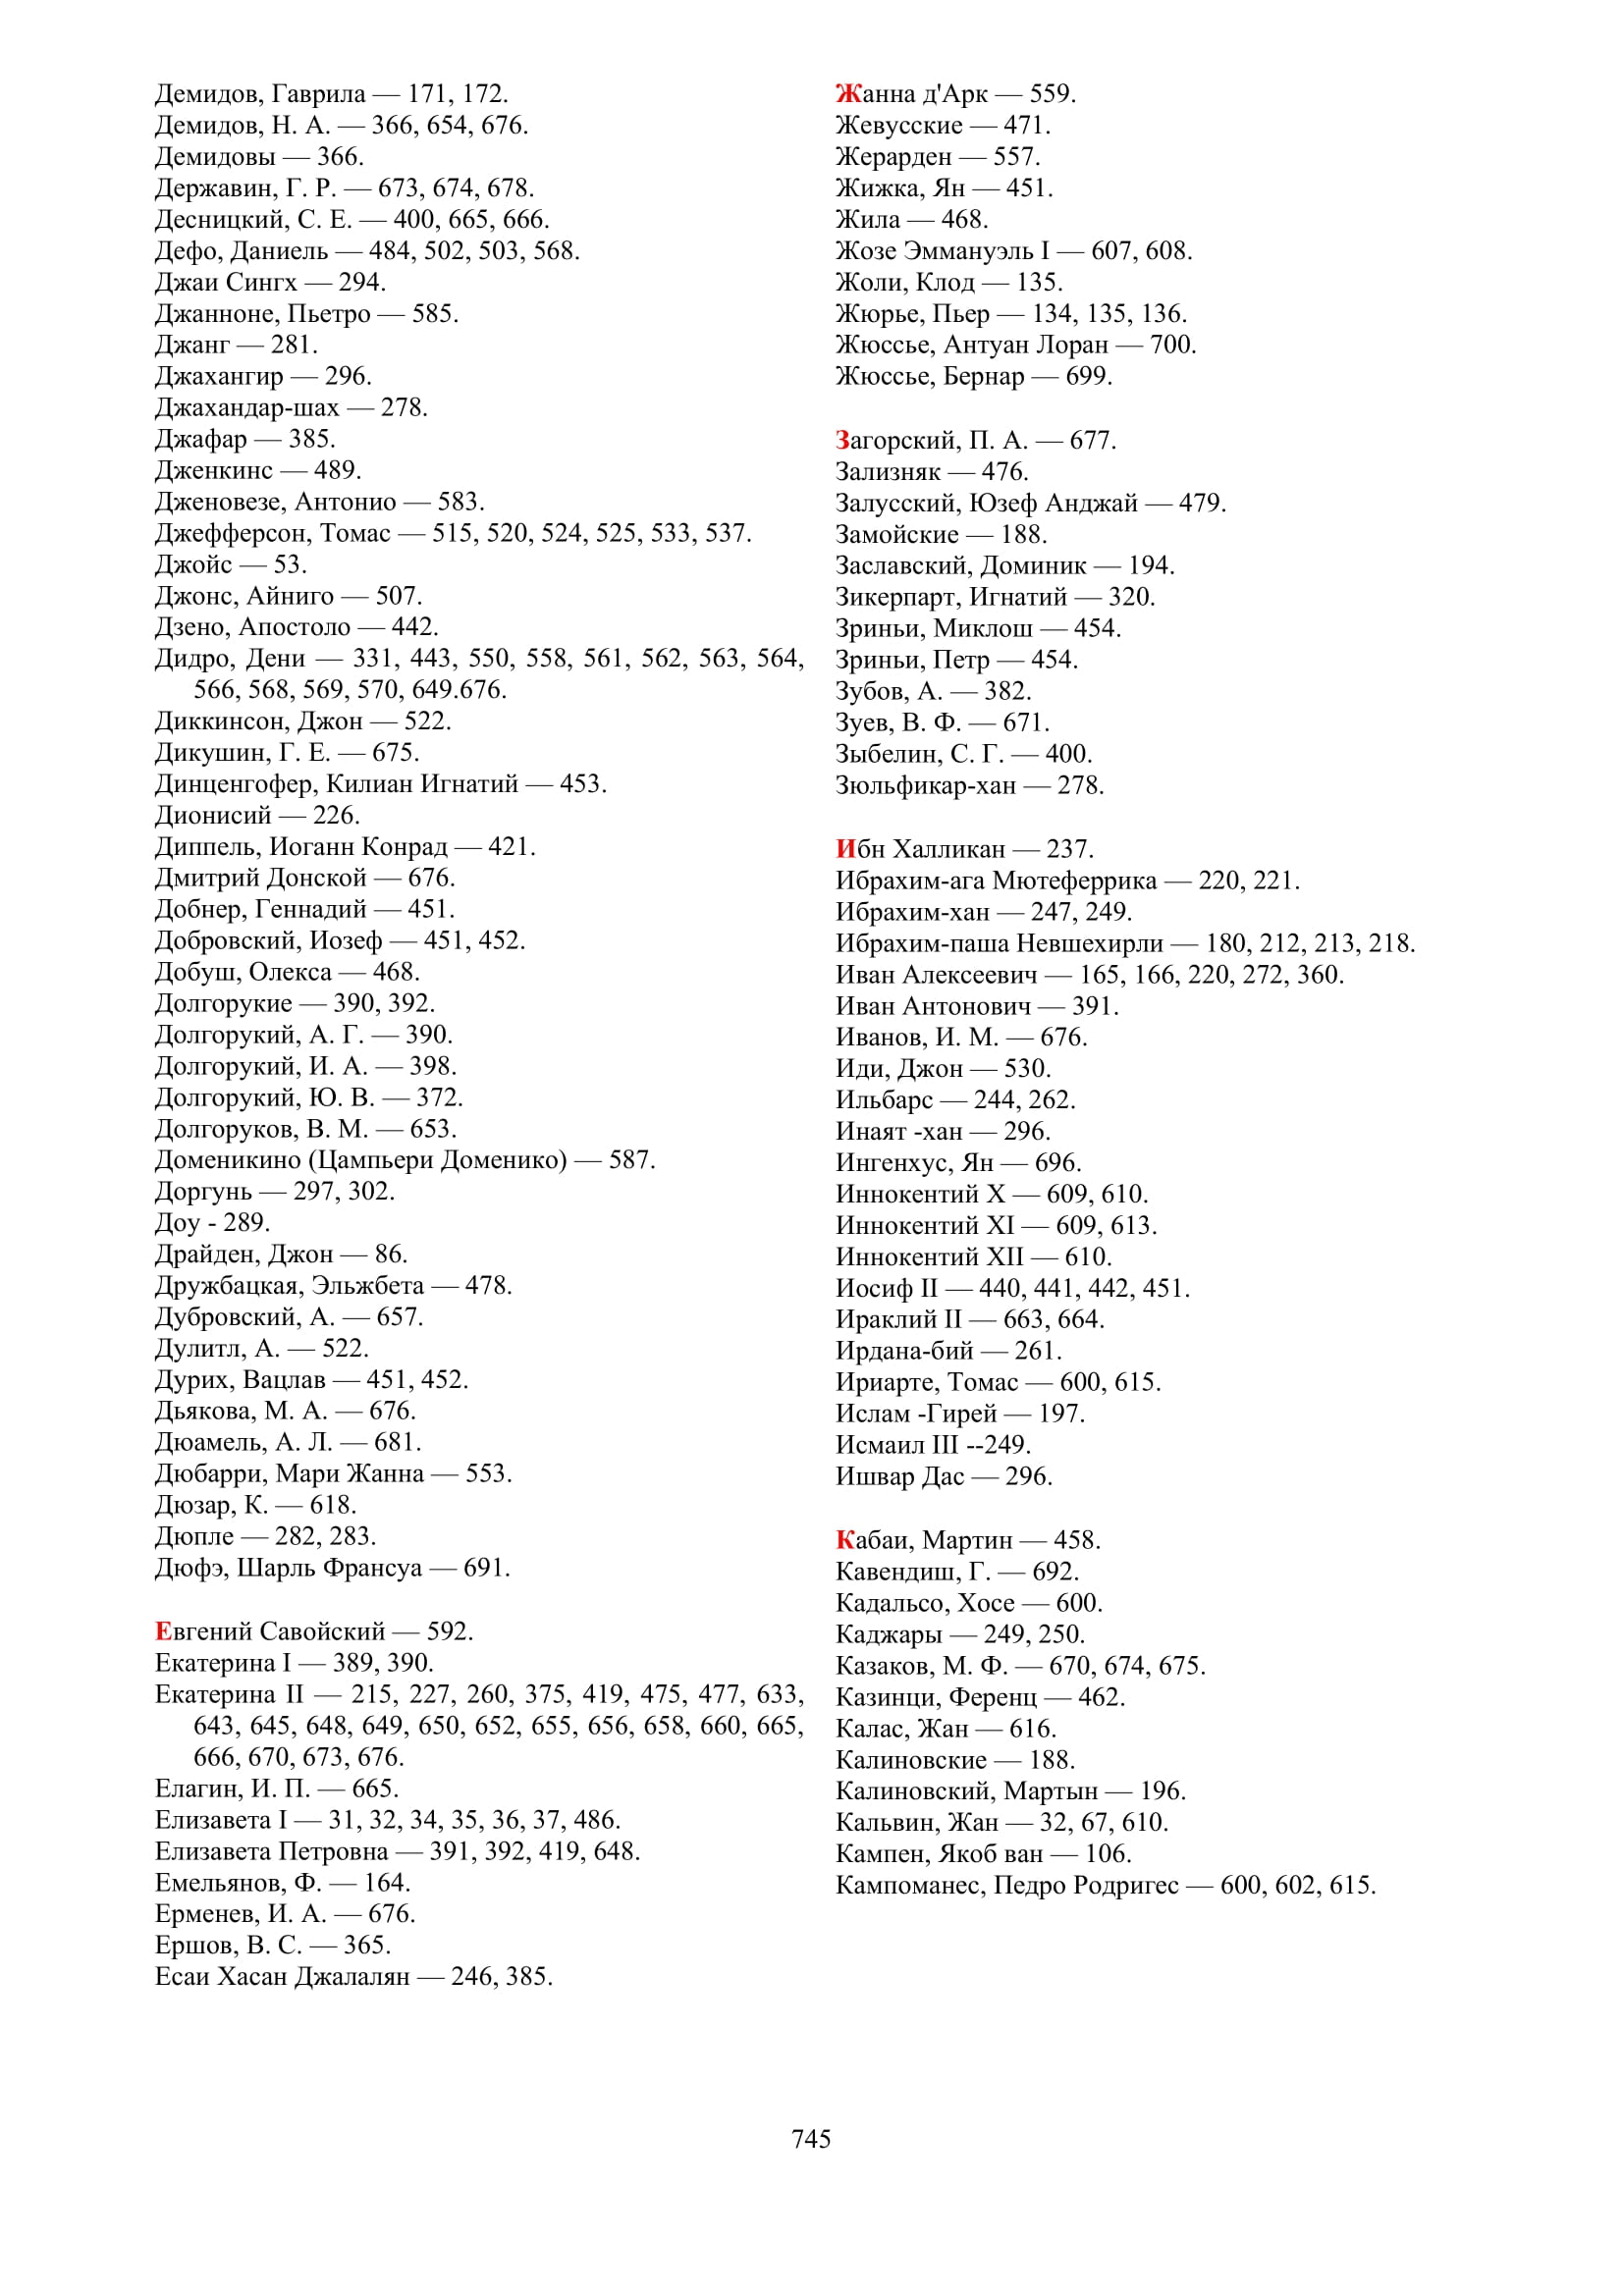 Демидов, Гаврила — 171, 172.
Демидов, Н. А. — 366, 654, 676.
Демидовы — 366.
Державин, Г. Р. — 673, 674, 678.
Десницкий, С. Е. — 400, 665, 666.
Дефо, Даниель — 484, 502, 503, 568.
Джаи Сингх — 294.
Джанноне, Пьетро — 585.
Джанг — 281.
Джахангир — 296.
Джахандар-шах — 278.
Джафар — 385.
Дженкинс — 489.
Дженовезе, Антонио — 583.
Джефферсон, Томас — 515, 520, 524, 525, 533, 537.
Джойс — 53.
Джонс, Айниго — 507.
Дзено, Апостоло — 442.
Дидро, Дени — 331, 443, 550, 558, 561, 562, 563, 564,
566, 568, 569, 570, 649.676.
Диккинсон, Джон — 522.
Дикушин, Г. Е. — 675.
Динценгофер, Килиан Игнатий — 453.
Дионисий — 226.
Диппель, Иоганн Конрад — 421.
Дмитрий Донской — 676.
Добнер, Геннадий — 451.
Добровский, Иозеф — 451, 452.
Добуш, Олекса — 468.
Долгорукие — 390, 392.
Долгорукий, А. Г. — 390.
Долгорукий, И. А. — 398.
Долгорукий, Ю. В. — 372.
Долгоруков, В. М. — 653.
Доменикино (Цампьери Доменико) — 587.
Доргунь — 297, 302.
Доу - 289.
Драйден, Джон — 86.
Дружбацкая, Эльжбета — 478.
Дубровский, А. — 657.
Дулитл, А. — 522.
Дурих, Вацлав — 451, 452.
Дьякова, М. А. — 676.
Дюамель, А. Л. — 681.
Дюбарри, Мари Жанна — 553.
Дюзар, К. — 618.
Дюпле — 282, 283.
Дюфэ, Шарль Франсуа — 691.
Евгений Савойский — 592.
Екатерина I — 389, 390.
Екатерина II — 215, 227, 260, 375, 419, 475, 477, 633,
643, 645, 648, 649, 650, 652, 655, 656, 658, 660, 665,
666, 670, 673, 676.
Елагин, И. П. — 665.
Елизавета I — 31, 32, 34, 35, 36, 37, 486.
Елизавета Петровна — 391, 392, 419, 648.
Емельянов, Ф. — 164.
Ерменев, И. А. — 676.
Ершов, В. С. — 365.
Есаи Хасан Джалалян — 246, 385.
Жанна д'Арк — 559.
Жевусские — 471.
Жерарден — 557.
Жижка, Ян — 451.
Жила — 468.
Жозе Эммануэль I — 607, 608.
Жоли, Клод — 135.
Жюрье, Пьер — 134, 135, 136.
Жюссье, Антуан Лоран — 700.
Жюссье, Бернар — 699.
Загорский, П. А. — 677.
Зализняк — 476.
Залусский, Юзеф Анджай — 479.
Замойские — 188.
Заславский, Доминик — 194.
Зикерпарт, Игнатий — 320.
Зриньи, Миклош — 454.
Зриньи, Петр — 454.
Зубов, А. — 382.
Зуев, В. Ф. — 671.
Зыбелин, С. Г. — 400.
Зюльфикар-хан — 278.
Ибн Халликан — 237.
Ибрахим-ага Мютеферрика — 220, 221.
Ибрахим-хан — 247, 249.
Ибрахим-паша Невшехирли — 180, 212, 213, 218.
Иван Алексеевич — 165, 166, 220, 272, 360.
Иван Антонович — 391.
Иванов, И. М. — 676.
Иди, Джон — 530.
Ильбарс — 244, 262.
Инаят -хан — 296.
Ингенхус, Ян — 696.
Иннокентий X — 609, 610.
Иннокентий XI — 609, 613.
Иннокентий XII — 610.
Иосиф II — 440, 441, 442, 451.
Ираклий II — 663, 664.
Ирдана-бий — 261.
Ириарте, Томас — 600, 615.
Ислам -Гирей — 197.
Исмаил III --249.
Ишвар Дас — 296.
Кабаи, Мартин — 458.
Кавендиш, Г. — 692.
Кадальсо, Хосе — 600.
Каджары — 249, 250.
Казаков, М. Ф. — 670, 674, 675.
Казинци, Ференц — 462.
Калас, Жан — 616.
Калиновские — 188.
Калиновский, Мартын — 196.
Кальвин, Жан — 32, 67, 610.
Кампен, Якоб ван — 106.
Кампоманес, Педро Родригес — 600, 602, 615.
745